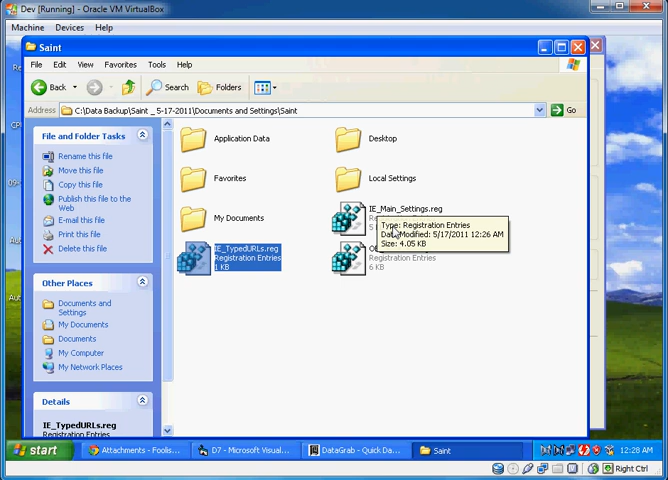 Dev [Running] - Oracle VM VirtualBox
Machine Devices Help
Saint
File Edit View Favorites Tools Help
Back Search Folders
Address C:\Data Backup\Saint _ 5-17-2011\Documents and Settings\Saint Go
File and Folder Tasks
Rename this file
Move this file
Copy this file
Publish this file to the Web
E-mail this file
Print this file
Delete this file
Other Places
Documents and Settings
My Documents
Documents
My Computer
My Network Places
Details
IE_TypedURLs.reg
Registration Entries
Application Data
Desktop
Favorites
Local Settings
My Documents
IE_Main_Settings.reg
Type: Registration Entries
Date Modified: 5/17/2011 12:26 AM
Size: 4.05 KB
IE_TypedURLs.reg
Registration Entries
1 KB
Registration Entries
6 KB
start
Attachments - Foolis...
D7 - Microsoft Visual...
DataGrab - Quick Da...
Saint
12:28 AM
Right Ctrl